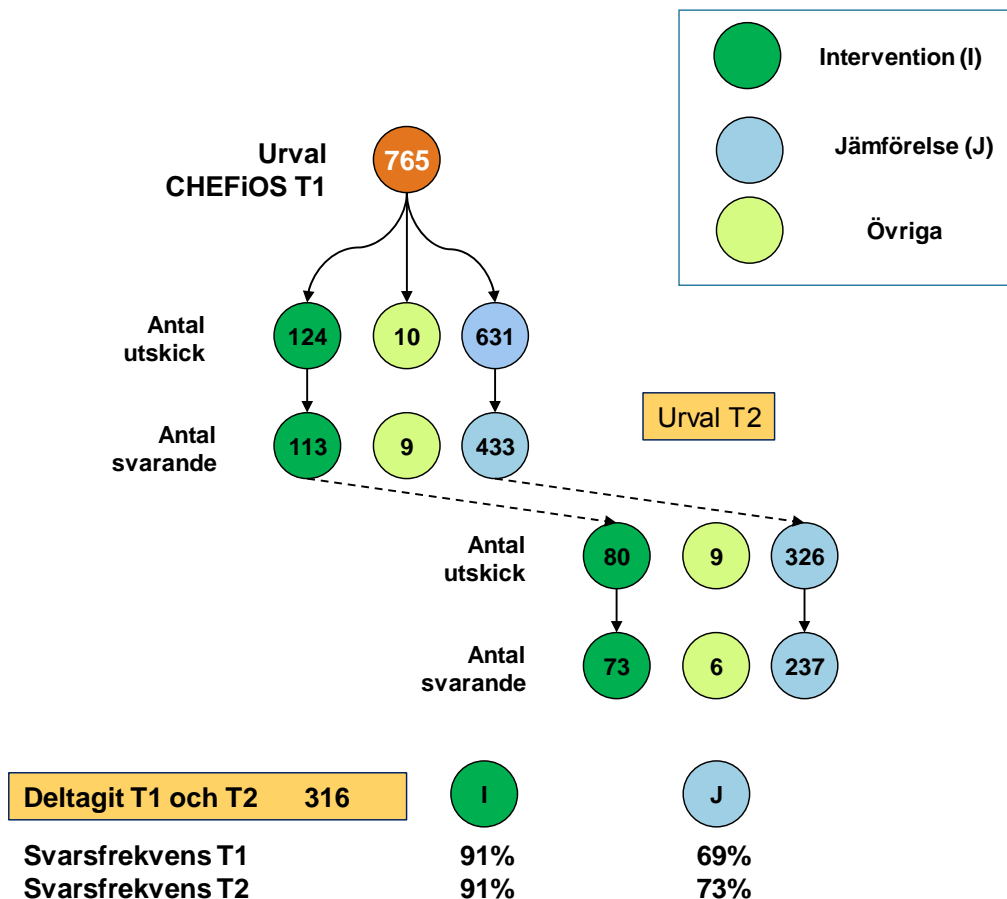 Intervention (I)
Jämförelse (J)
Övriga
Urval
CHEFiOS T1
765
Antal
utskick
124 10 631
Antal
svarande
113 9 433
Urval T2
Antal
utskick
80 9 326
Antal
svarande
73 6 237
Deltagit T1 och T2 316
I J
Svarsfrekvens T1 91% 69%
Svarsfrekvens T2 91% 73%